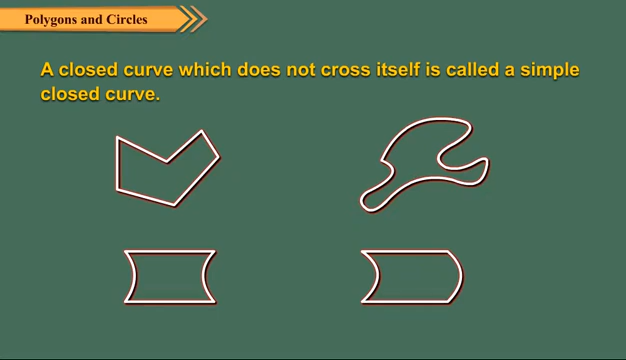 Polygons and Circles
A closed curve which does not cross itself is called a simple
closed curve.